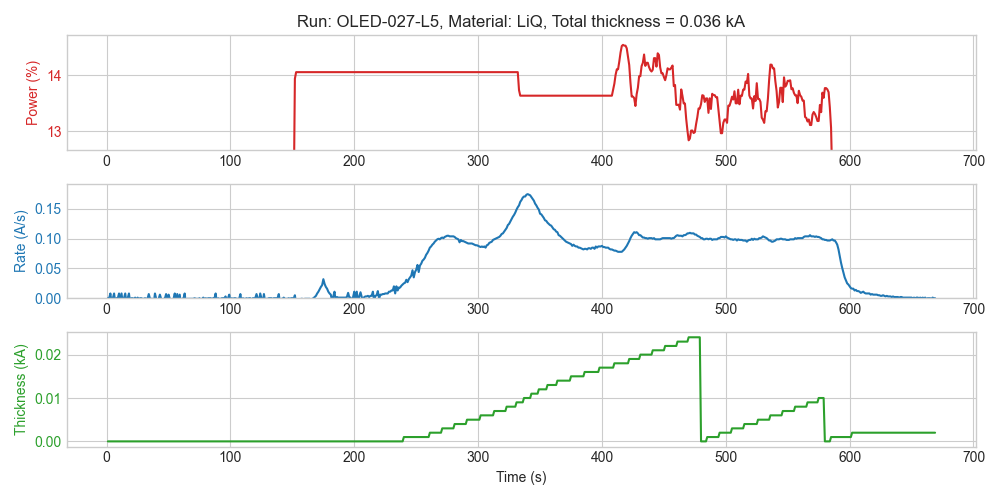 Run: OLED-027-L5, Material: LiQ, Total thickness = 0.036 kA
Power (%)
14
13
0 100 200 300 400 500 600 700
Rate (A/s)
0.15
0.10
0.05
0.00
0 100 200 300 400 500 600 700
Thickness (kA)
0.02
0.01
0.00
0 100 200 300 400 500 600 700
Time (s)